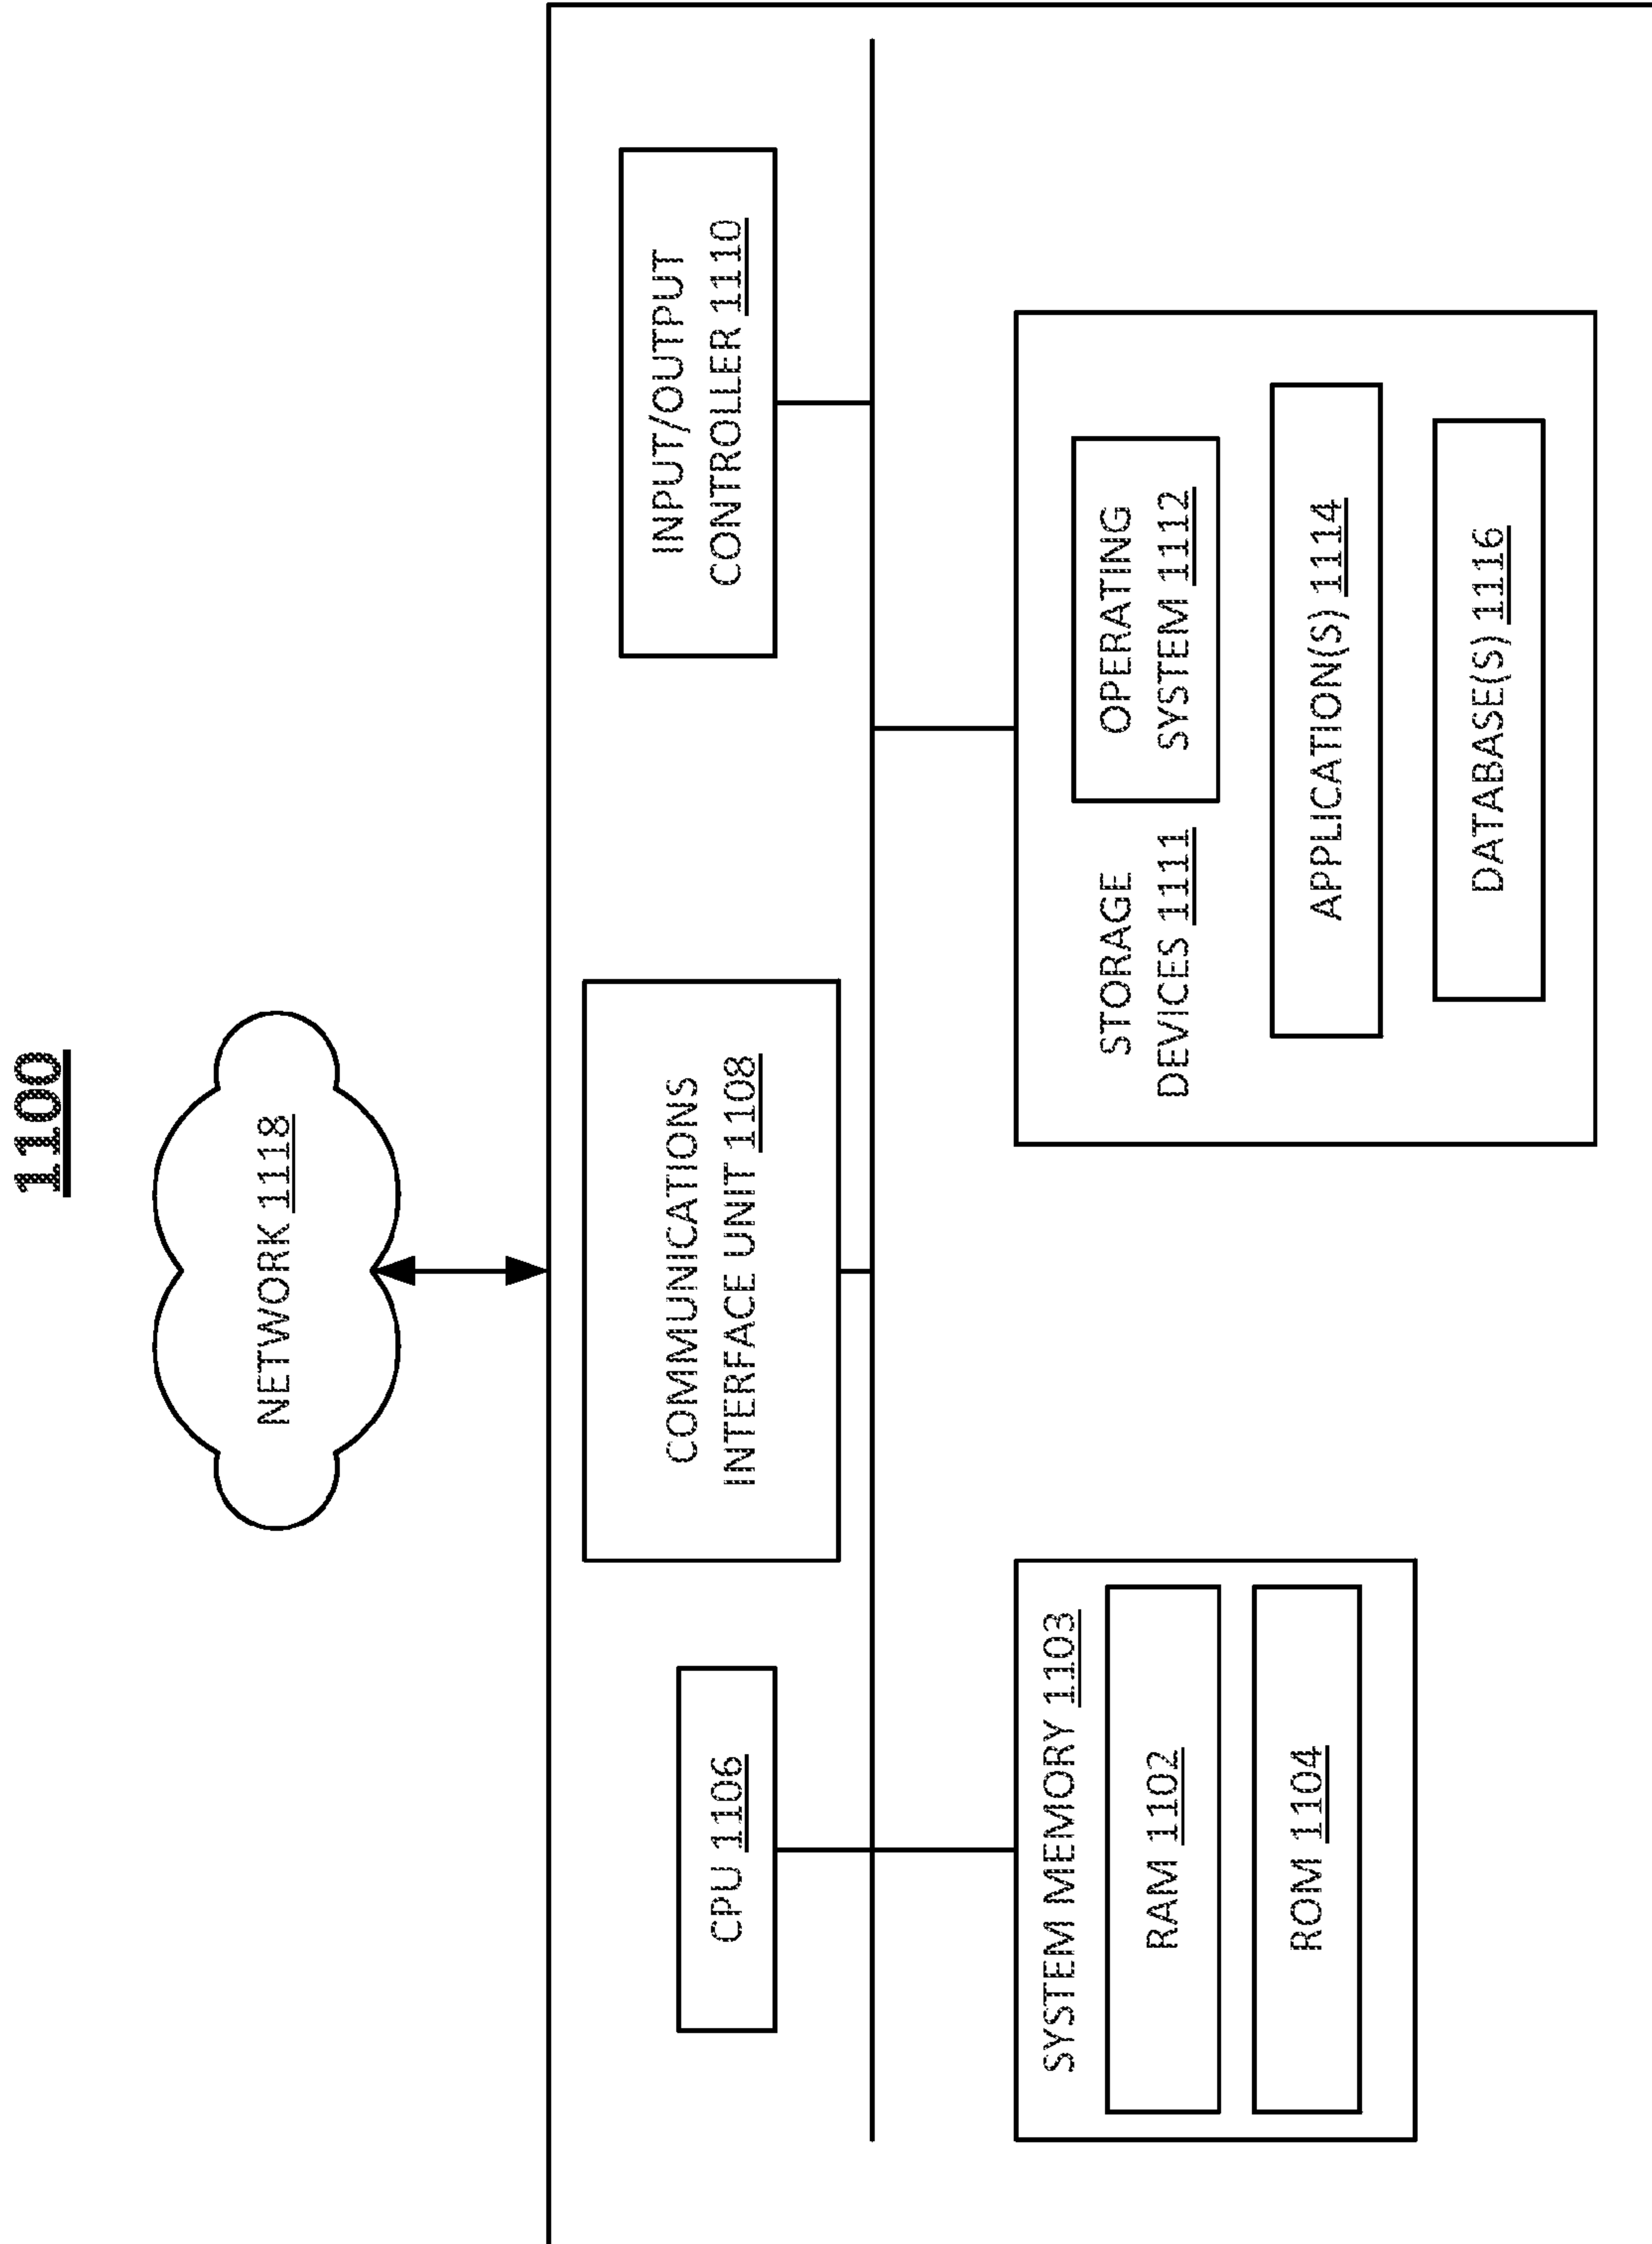 1100
NETWORK 1118
CPU 1106
COMMUNICATIONS
INTERFACE UNIT 1108
INPUT/OUTPUT
CONTROLLER 1110
SYSTEM MEMORY 1103
RAM 1102
ROM 1104
STORAGE
DEVICES 1111
OPERATING
SYSTEM 1112
APPLICATION(S) 1114
DATABASE(S) 1116